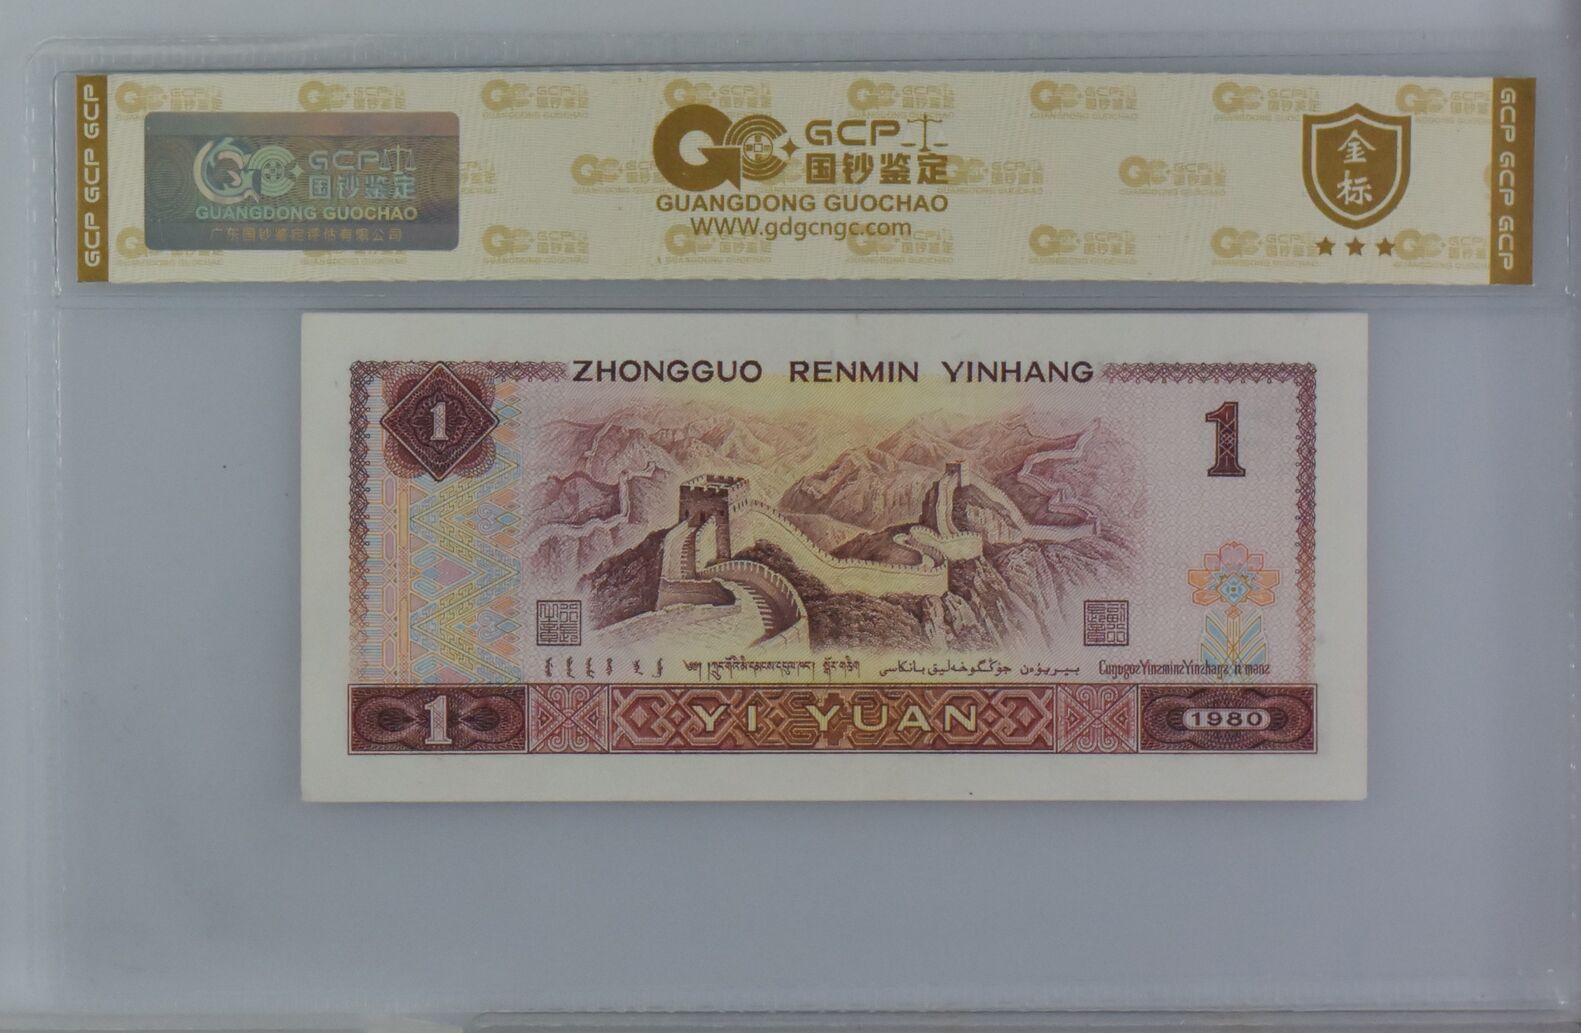 GCP GCP GCP
GCP 国钞鉴定
GUANGDONG GUOCHAO
广东国钞鉴定评估有限公司
GCP 国钞鉴定
GUANGDONG GUOCHAO
WWW.gdgcngc.com
金标
GCP GCP GCP
ZHONGGUO RENMIN YINHANG
1
1
1
YI YUAN
1980